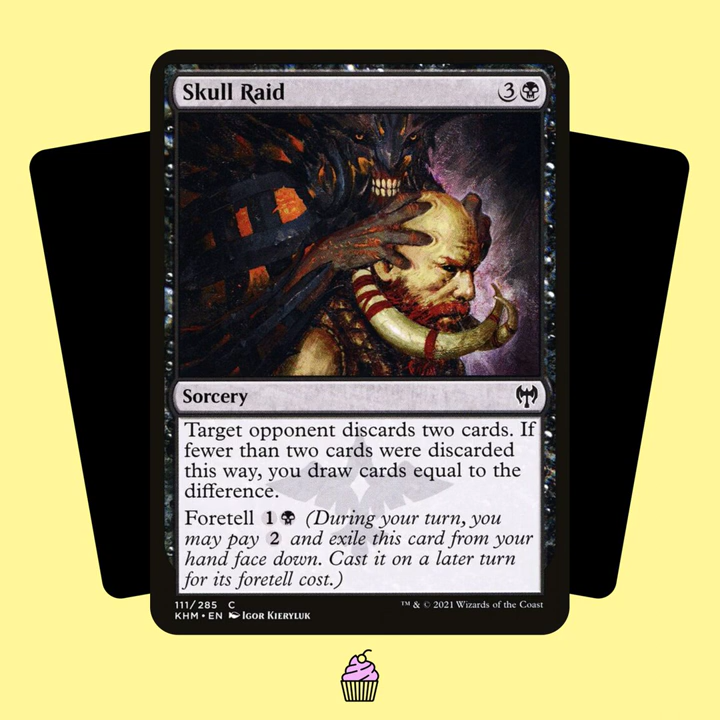 Skull Raid 3
Sorcery
Target opponent discards two cards. If
fewer than two cards were discarded
this way, you draw cards equal to the
difference.
Foretell 1 (During your turn, you
may pay 2 and exile this card from your
hand face down. Cast it on a later turn
for its foretell cost.)
111/285 C
KHM • EN Igor Kieryluk
™ & © 2021 Wizards of the Coast